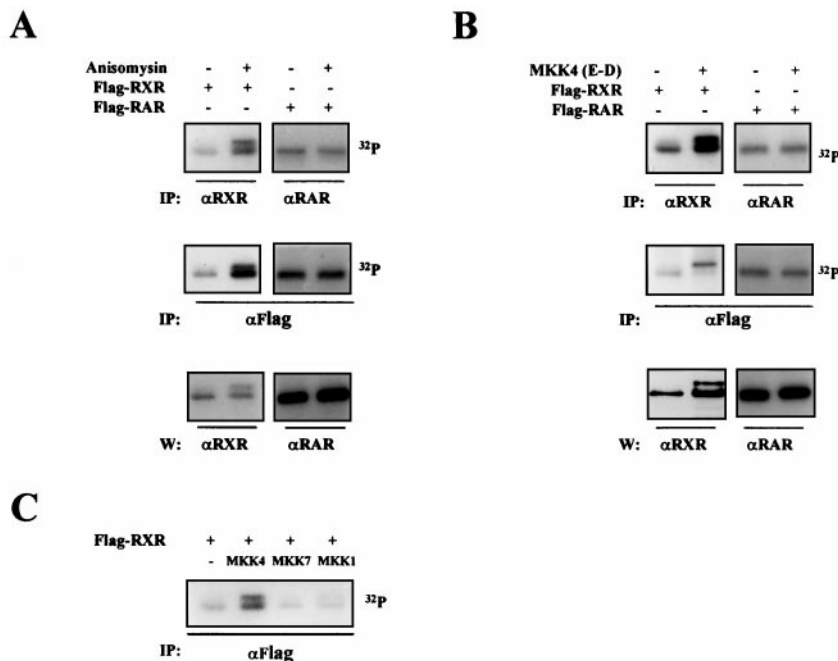 A
Anisomysin - + - +
Flag-RXR + + - -
Flag-RAR - - + +
32P
IP: αRXR αRAR
32P
IP: αFlag
W: αRXR αRAR
B
MKK4 (E-D) - + - +
Flag-RXR + + - -
Flag-RAR - - + +
32P
IP: αRXR αRAR
32P
IP: αFlag
W: αRXR αRAR
C
Flag-RXR + + + +
- MKK4 MKK7 MKK1
32P
IP: αFlag